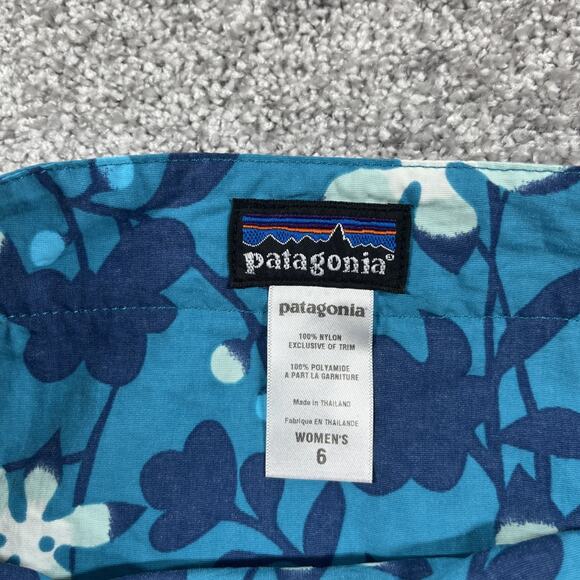 patagonia®
patagonia®
100% NYLON
EXCLUSIVE OF TRIM
100% POLYAMIDE
A PART LA GARNITURE
Made in THAILAND
Fabrique EN THAILANDE
WOMEN'S
6